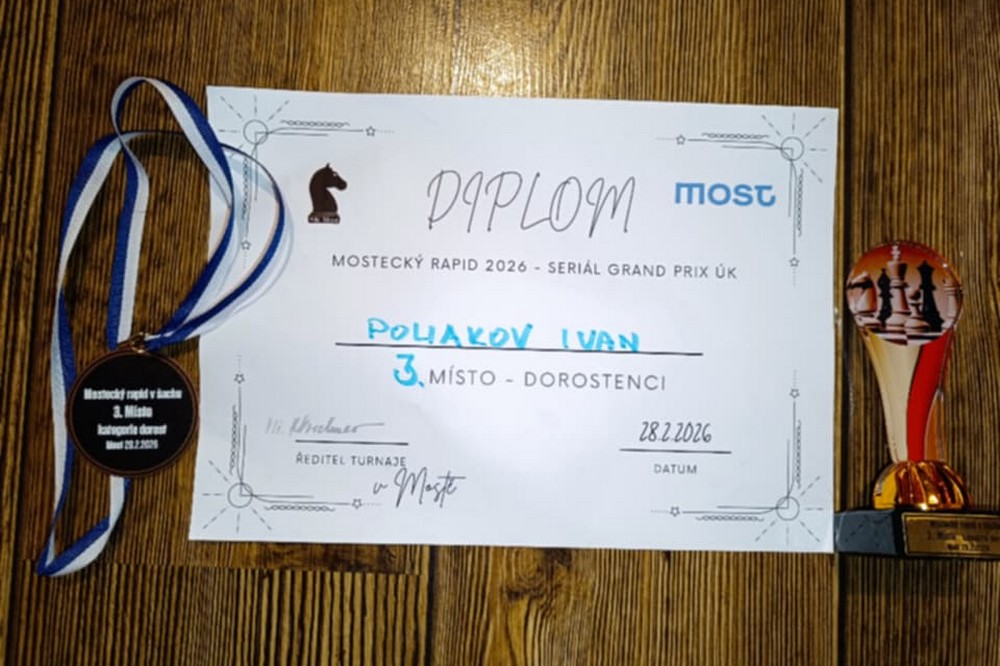 DIPLOM
most
MOSTECKÝ RAPID 2026 - SERIÁL GRAND PRIX ÚK
POLIAKOV IVAN
3. MÍSTO - DOROSTENCI
28.2.2026
ŘEDITEL TURNAJE
DATUM
v Mostě
Mostecký rapid v šachu
3. Místo
kategorie dorost
Most 28.2.2026